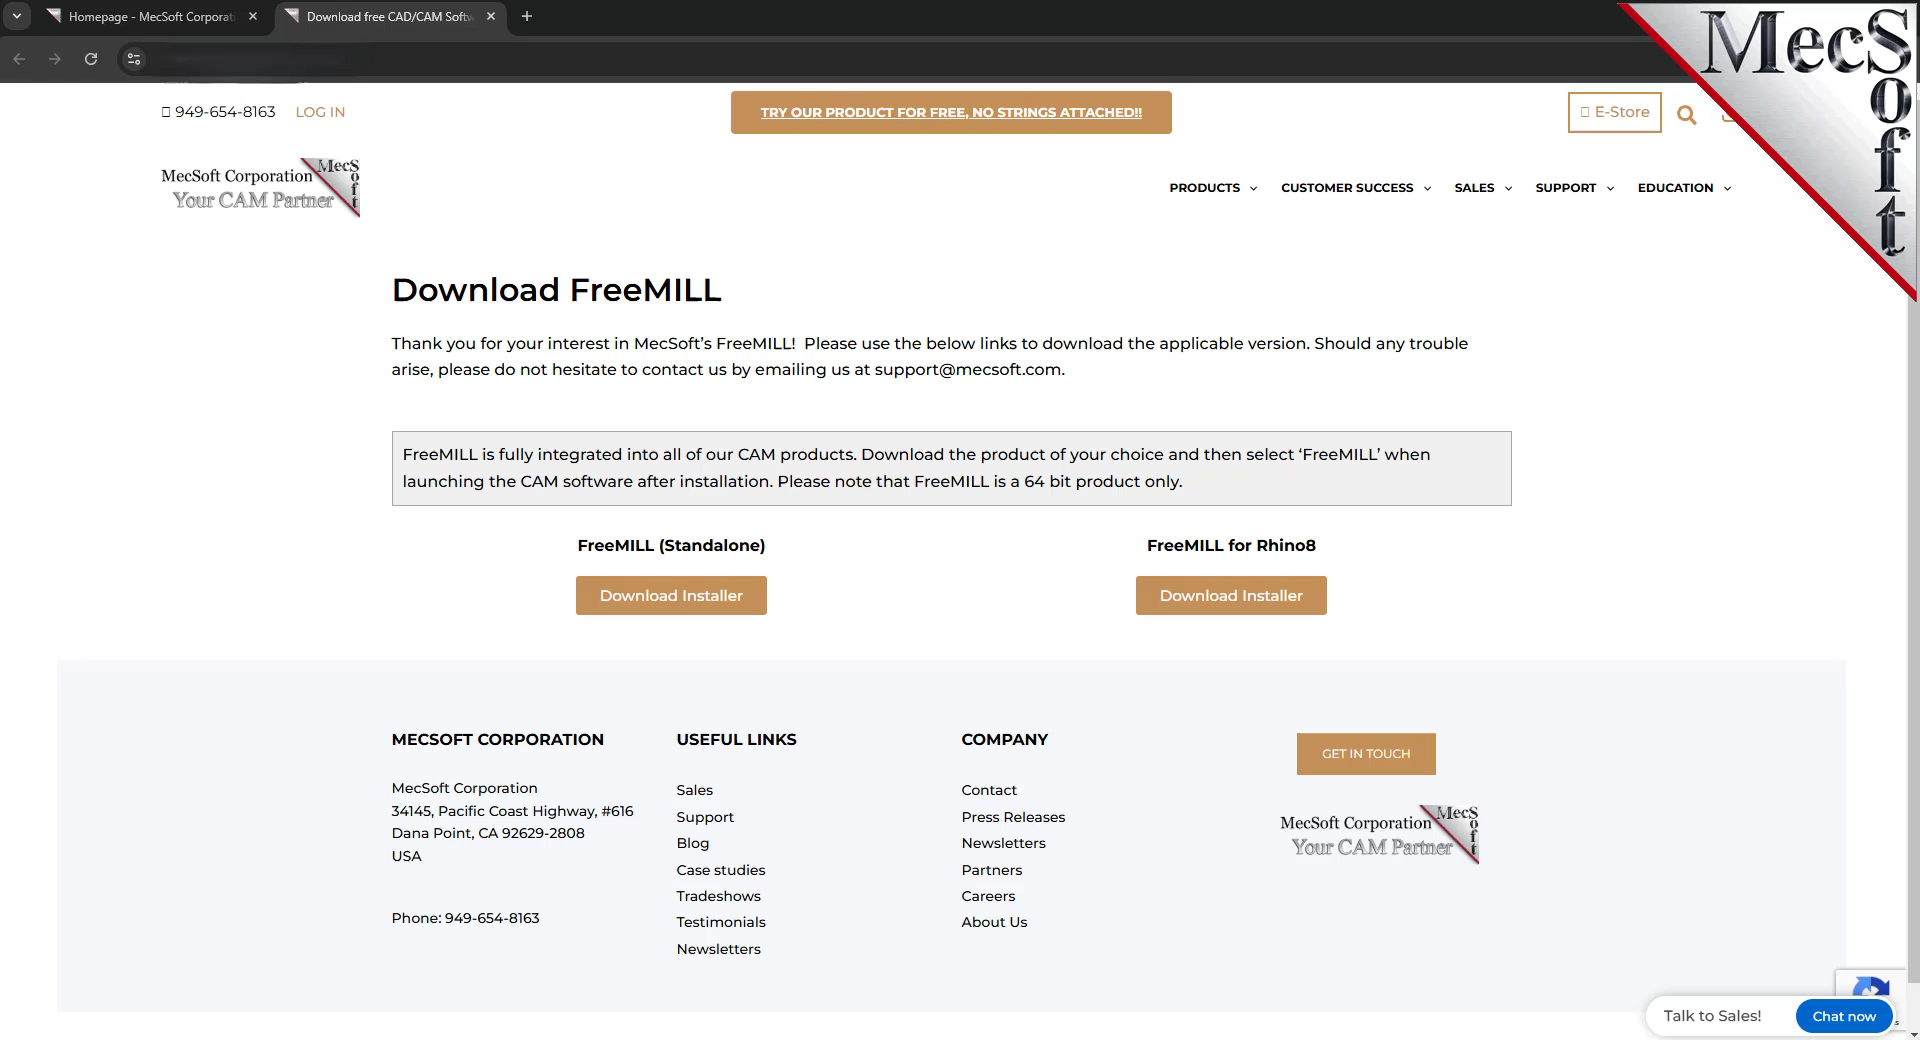 Homepage - MecSoft Corporati
Download free CAD/CAM Softw
MecSoft
949-654-8163
LOG IN
TRY OUR PRODUCT FOR FREE, NO STRINGS ATTACHED!!
E-Store
MecSoft Corporation
Your CAM Partner
MecSoft
PRODUCTS
CUSTOMER SUCCESS
SALES
SUPPORT
EDUCATION
Download FreeMILL
Thank you for your interest in MecSoft’s FreeMILL!  Please use the below links to download the applicable version. Should any trouble
arise, please do not hesitate to contact us by emailing us at support@mecsoft.com.
FreeMILL is fully integrated into all of our CAM products. Download the product of your choice and then select ‘FreeMILL’ when
launching the CAM software after installation. Please note that FreeMILL is a 64 bit product only.
FreeMILL (Standalone)
Download Installer
FreeMILL for Rhino8
Download Installer
MECSOFT CORPORATION
MecSoft Corporation
34145, Pacific Coast Highway, #616
Dana Point, CA 92629-2808
USA
Phone: 949-654-8163
USEFUL LINKS
Sales
Support
Blog
Case studies
Tradeshows
Testimonials
Newsletters
COMPANY
Contact
Press Releases
Newsletters
Partners
Careers
About Us
GET IN TOUCH
MecSoft Corporation
Your CAM Partner
MecSoft
Talk to Sales!
Chat now